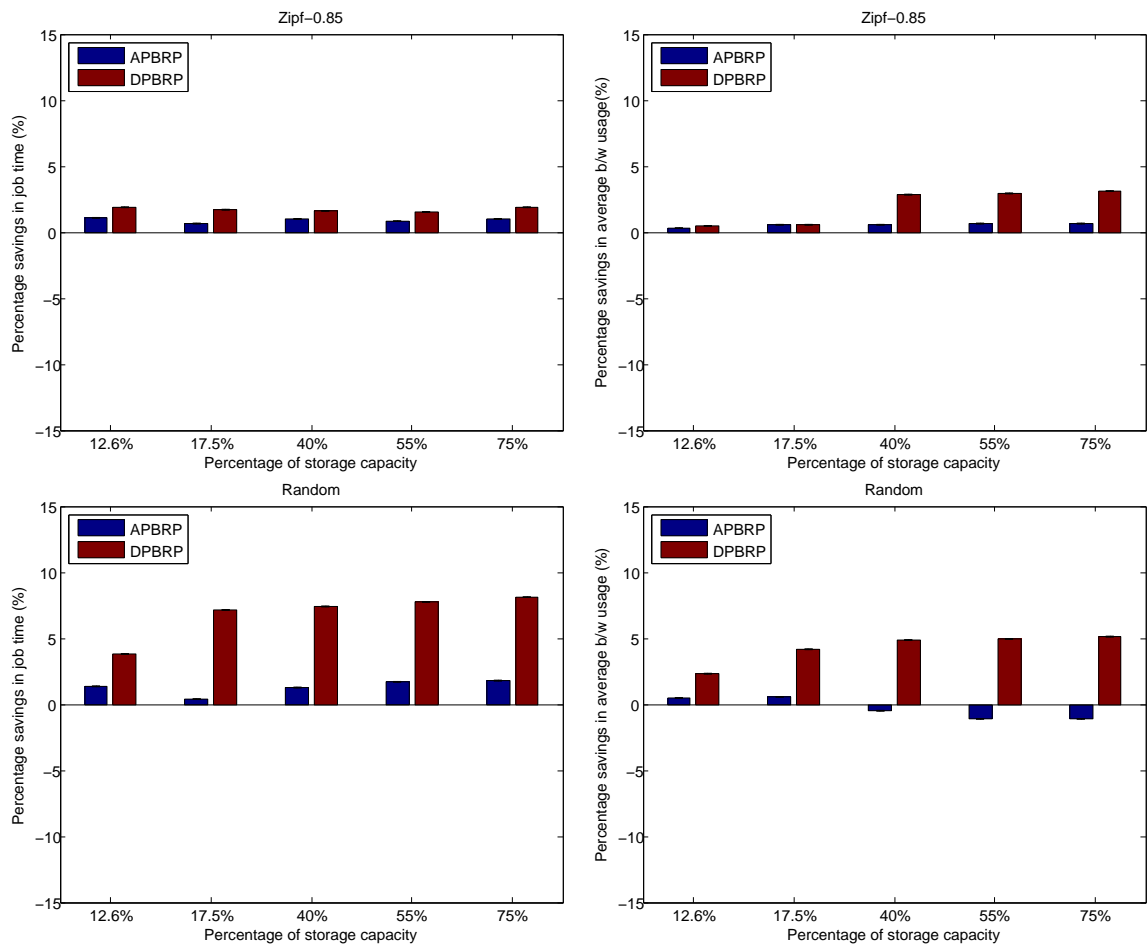 Zipf−0.85
APBRP
DPBRP
Percentage savings in job time (%)
15
10
5
0
−5
−10
−15
12.6% 17.5% 40% 55% 75%
Percentage of storage capacity
Zipf−0.85
APBRP
DPBRP
Percentage savings in average b/w usage(%)
15
10
5
0
−5
−10
−15
12.6% 17.5% 40% 55% 75%
Percentage of storage capacity
Random
APBRP
DPBRP
Percentage savings in job time (%)
15
10
5
0
−5
−10
−15
12.6% 17.5% 40% 55% 75%
Percentage of storage capacity
Random
APBRP
DPBRP
Percentage savings in average b/w usage (%)
15
10
5
0
−5
−10
−15
12.6% 17.5% 40% 55% 75%
Percentage of storage capacity